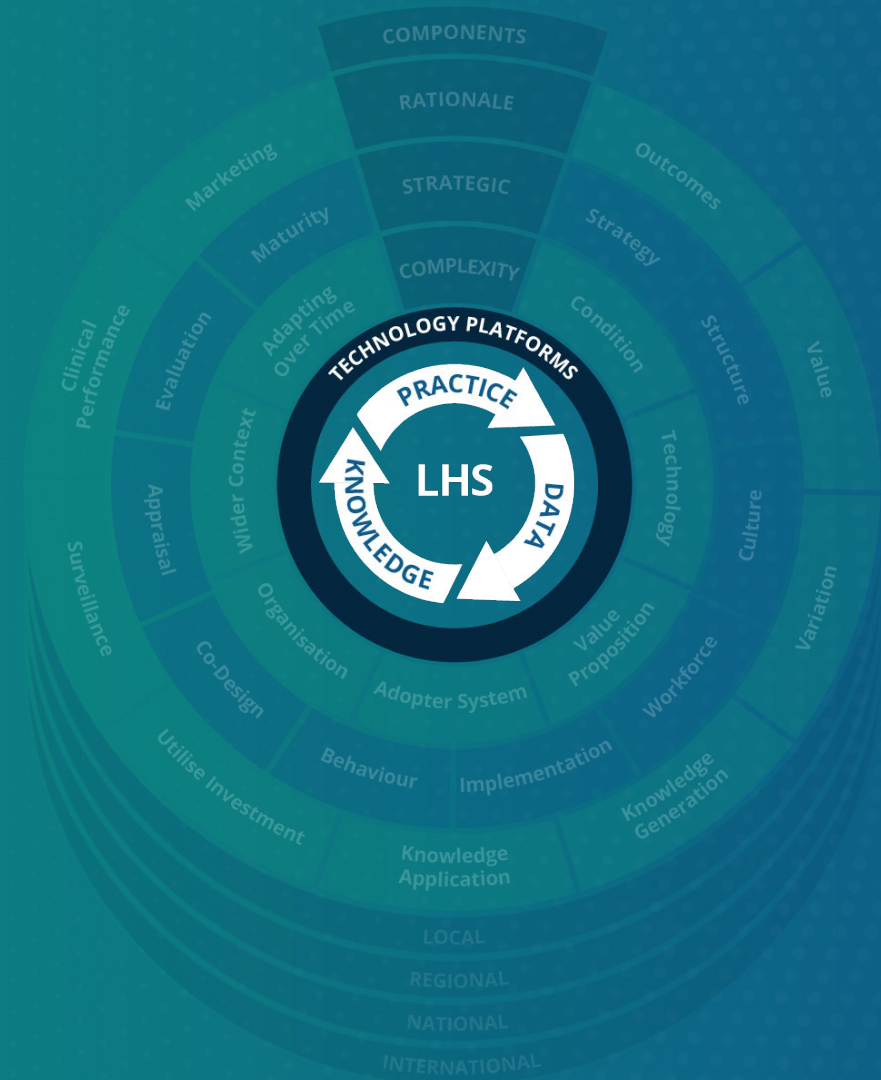 COMPONENTS
RATIONALE
STRATEGIC
COMPLEXITY
TECHNOLOGY PLATFORMS
PRACTICE
DATA
KNOWLEDGE
LHS
Outcomes
Value
Variation
Knowledge
Generation
Knowledge
Application
Utilise Investment
Surveillance
Clinical
Performance
Marketing
Strategy
Structure
Culture
Workforce
Implementation
Behaviour
Co-Design
Appraisal
Evaluation
Maturity
Condition
Technology
Value
Proposition
Adopter System
Organisation
Wider Context
Adapting
Over Time
LOCAL
REGIONAL
NATIONAL
INTERNATIONAL